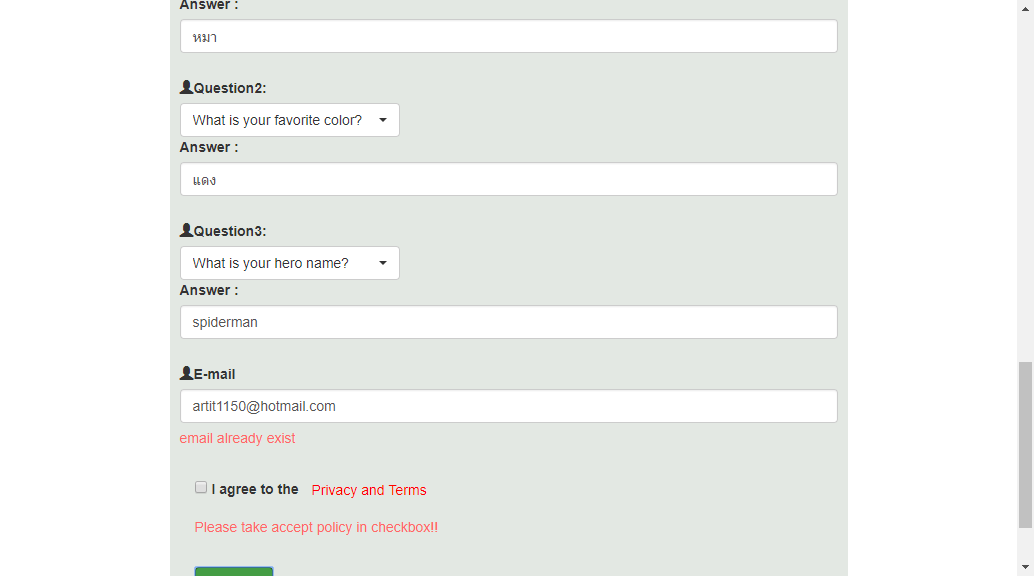 Answer :
หมา
Question2:
What is your favorite color?
Answer :
แดง
Question3:
What is your hero name?
Answer :
spiderman
E-mail
artit1150@hotmail.com
email already exist
I agree to the Privacy and Terms
Please take accept policy in checkbox!!